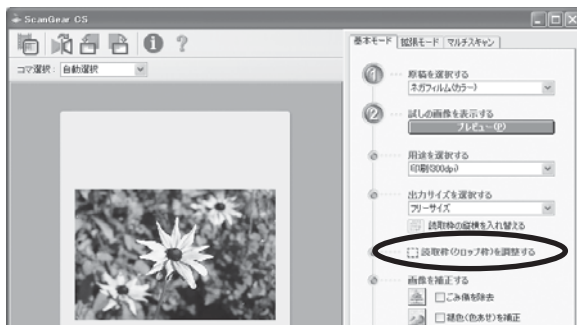 ScanGear CS
コマ選択: 自動選択
基本モード 拡張モード マルチスキャン
① 原稿を選択する
ネガフィルム(カラー)
② 試しの画像を表示する
プレビュー(P)
用途を選択する
印刷(300dpi)
出力サイズを選択する
フリーサイズ
読取枠の縦横を入れ替える
読取枠(クロップ枠)を調整する
画像を補正する
ごみ傷を除去
褪色(色あせ)を補正